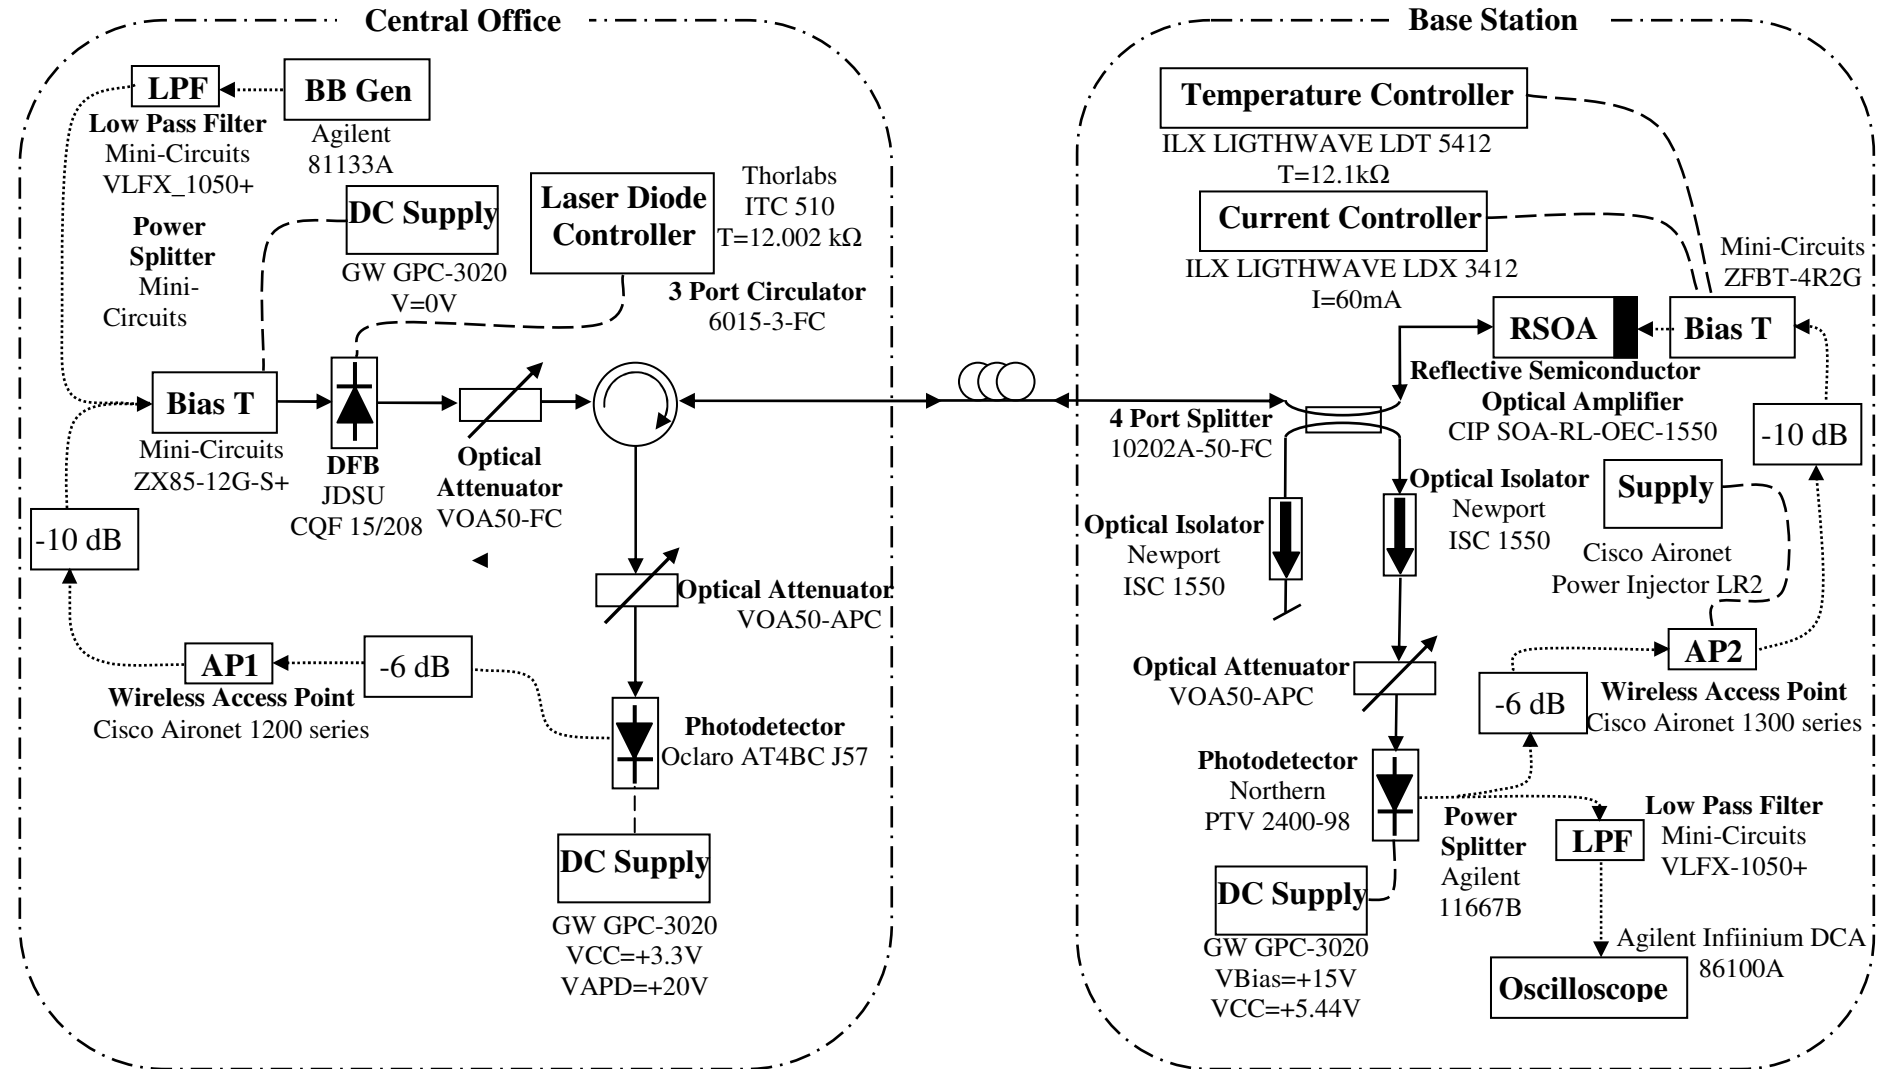 Central Office
LPF
BB Gen
Low Pass Filter
Mini-Circuits
VLFX_1050+
Agilent
81133A
Power
Splitter
Mini-
Circuits
DC Supply
GW GPC-3020
V=0V
Laser Diode
Controller
Thorlabs
ITC 510
T=12.002 kΩ
3 Port Circulator
6015-3-FC
Bias T
Mini-Circuits
ZX85-12G-S+
DFB
JDSU
CQF 15/208
Optical
Attenuator
VOA50-FC
-10 dB
Optical Attenuator
VOA50-APC
AP1
-6 dB
Wireless Access Point
Cisco Aironet 1200 series
Photodetector
Oclaro AT4BC J57
DC Supply
GW GPC-3020
VCC=+3.3V
VAPD=+20V
Base Station
Temperature Controller
ILX LIGTHWAVE LDT 5412
T=12.1kΩ
Current Controller
ILX LIGTHWAVE LDX 3412
I=60mA
Mini-Circuits
ZFBT-4R2G
RSOA
Bias T
Reflective Semiconductor
Optical Amplifier
CIP SOA-RL-OEC-1550
4 Port Splitter
10202A-50-FC
-10 dB
Optical Isolator
Newport
ISC 1550
Optical Isolator
Newport
ISC 1550
Supply
Cisco Aironet
Power Injector LR2
AP2
Wireless Access Point
Cisco Aironet 1300 series
-6 dB
Optical Attenuator
VOA50-APC
Photodetector
Northern
PTV 2400-98
Power
Splitter
Agilent
11667B
Low Pass Filter
Mini-Circuits
VLFX-1050+
LPF
DC Supply
GW GPC-3020
VBias=+15V
VCC=+5.44V
Agilent Infiinium DCA
86100A
Oscilloscope